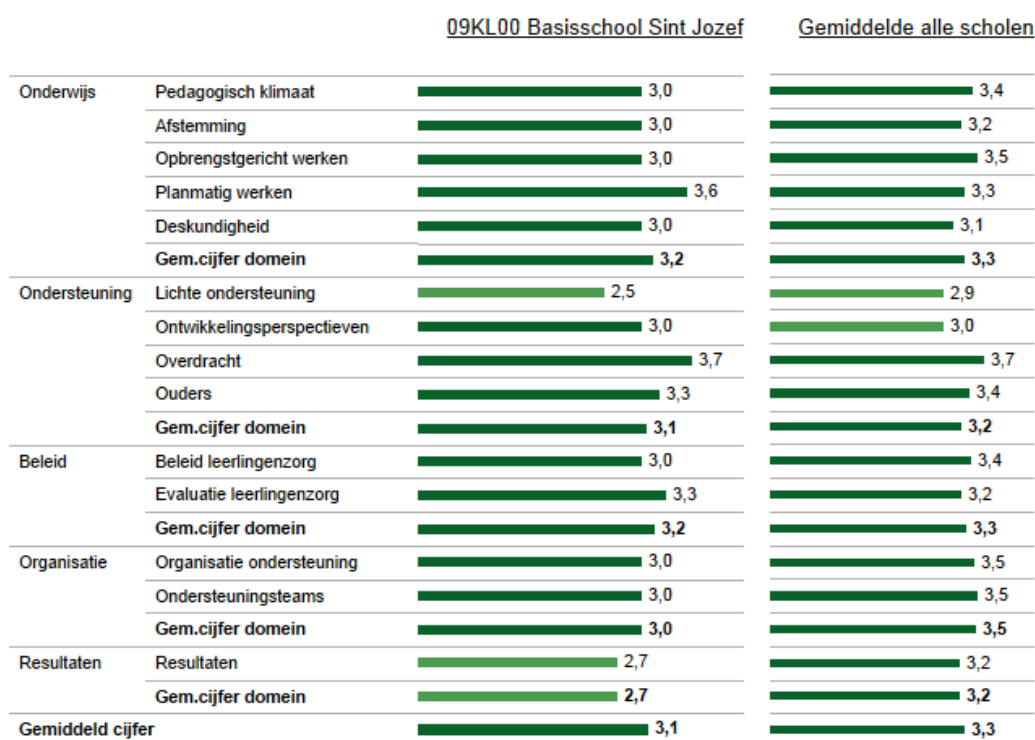 09KL00 Basisschool Sint Jozef Gemiddelde alle scholen
Onderwijs Pedagogisch klimaat 3,0 3,4
Afstemming 3,0 3,2
Opbrengstgericht werken 3,0 3,5
Planmatig werken 3,6 3,3
Deskundigheid 3,0 3,1
Gem.cijfer domein 3,2 3,3
Ondersteuning Lichte ondersteuning 2,5 2,9
Ontwikkelingsperspectieven 3,0 3,0
Overdracht 3,7 3,7
Ouders 3,3 3,4
Gem.cijfer domein 3,1 3,2
Beleid Beleid leerlingenzorg 3,0 3,4
Evaluatie leerlingenzorg 3,3 3,2
Gem.cijfer domein 3,2 3,3
Organisatie Organisatie ondersteuning 3,0 3,5
Ondersteuningsteams 3,0 3,5
Gem.cijfer domein 3,0 3,5
Resultaten Resultaten 2,7 3,2
Gem.cijfer domein 2,7 3,2
Gemiddeld cijfer 3,1 3,3